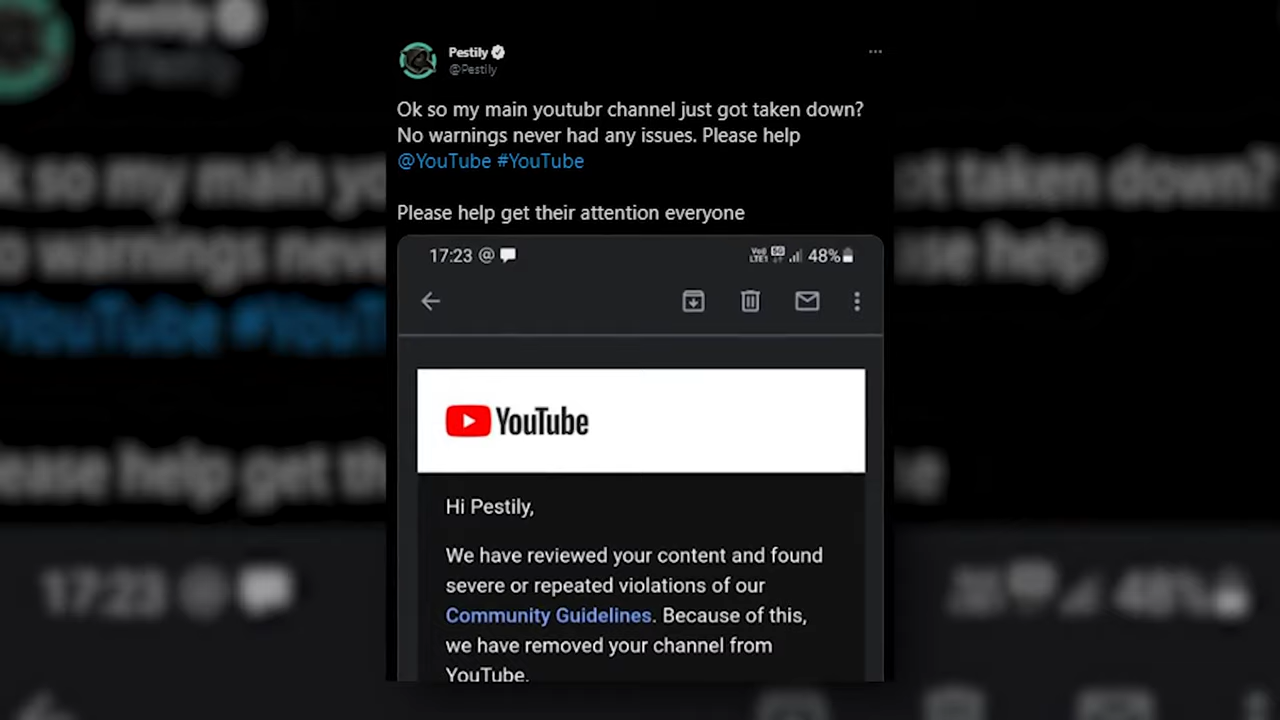 Pestily
@Pestily
Ok so my main youtubr channel just got taken down?
No warnings never had any issues. Please help
@YouTube #YouTube
Please help get their attention everyone
17:23 @ 48%
YouTube
Hi Pestily,
We have reviewed your content and found
severe or repeated violations of our
Community Guidelines. Because of this,
we have removed your channel from
YouTube.